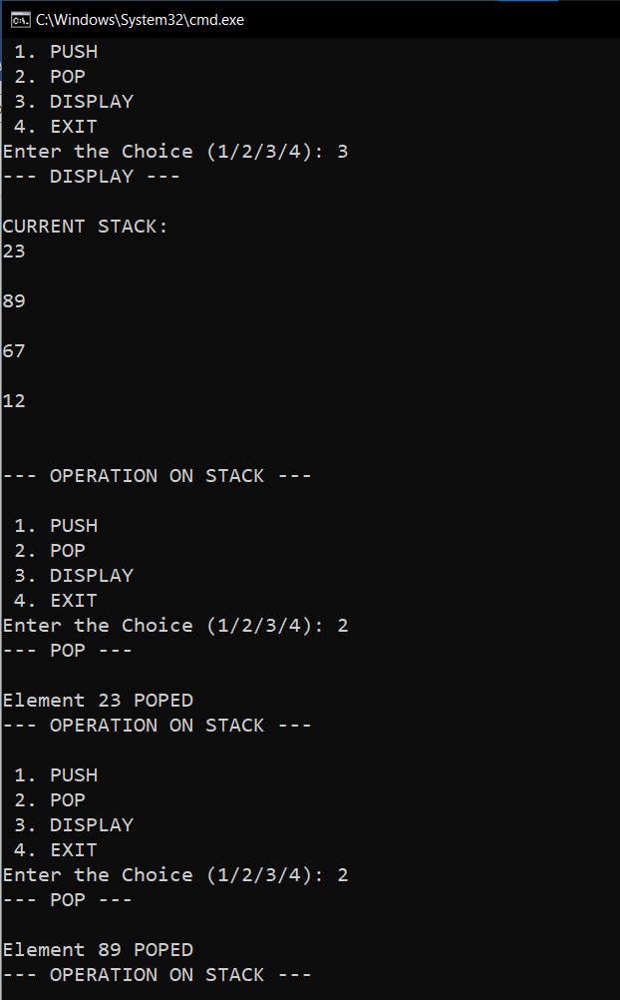 C:\Windows\System32\cmd.exe
1. PUSH
2. POP
3. DISPLAY
4. EXIT
Enter the Choice (1/2/3/4): 3
--- DISPLAY ---
CURRENT STACK:
23
89
67
12
--- OPERATION ON STACK ---
1. PUSH
2. POP
3. DISPLAY
4. EXIT
Enter the Choice (1/2/3/4): 2
--- POP ---
Element 23 POPED
--- OPERATION ON STACK ---
1. PUSH
2. POP
3. DISPLAY
4. EXIT
Enter the Choice (1/2/3/4): 2
--- POP ---
Element 89 POPED
--- OPERATION ON STACK ---